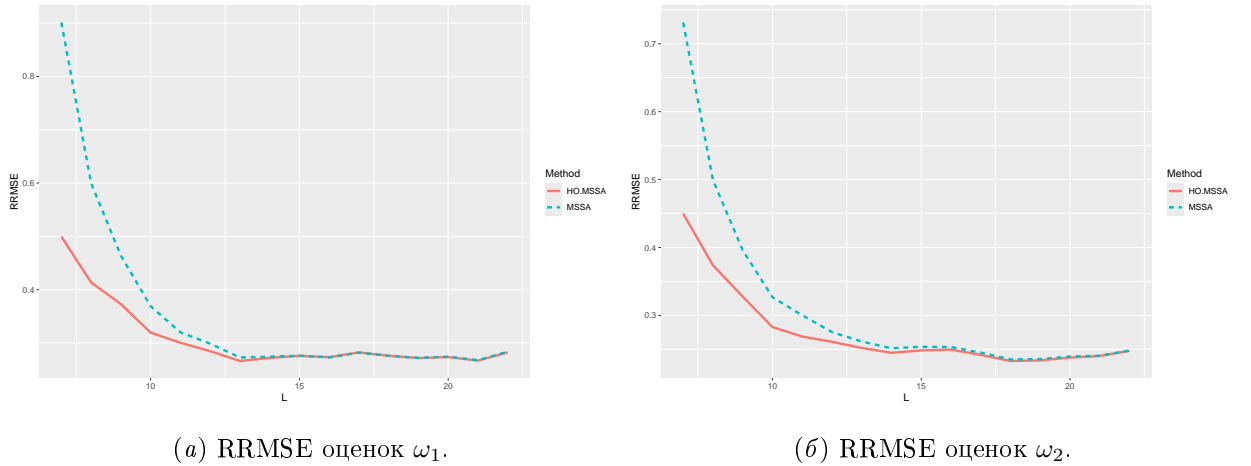 RRMSE
0.8
0.6
0.4
10
15
20
L
Method
HO.MSSA
MSSA
(а) RRMSE оценок ω₁.
RRMSE
0.7
0.6
0.5
0.4
0.3
10
15
20
L
Method
HO.MSSA
MSSA
(б) RRMSE оценок ω₂.